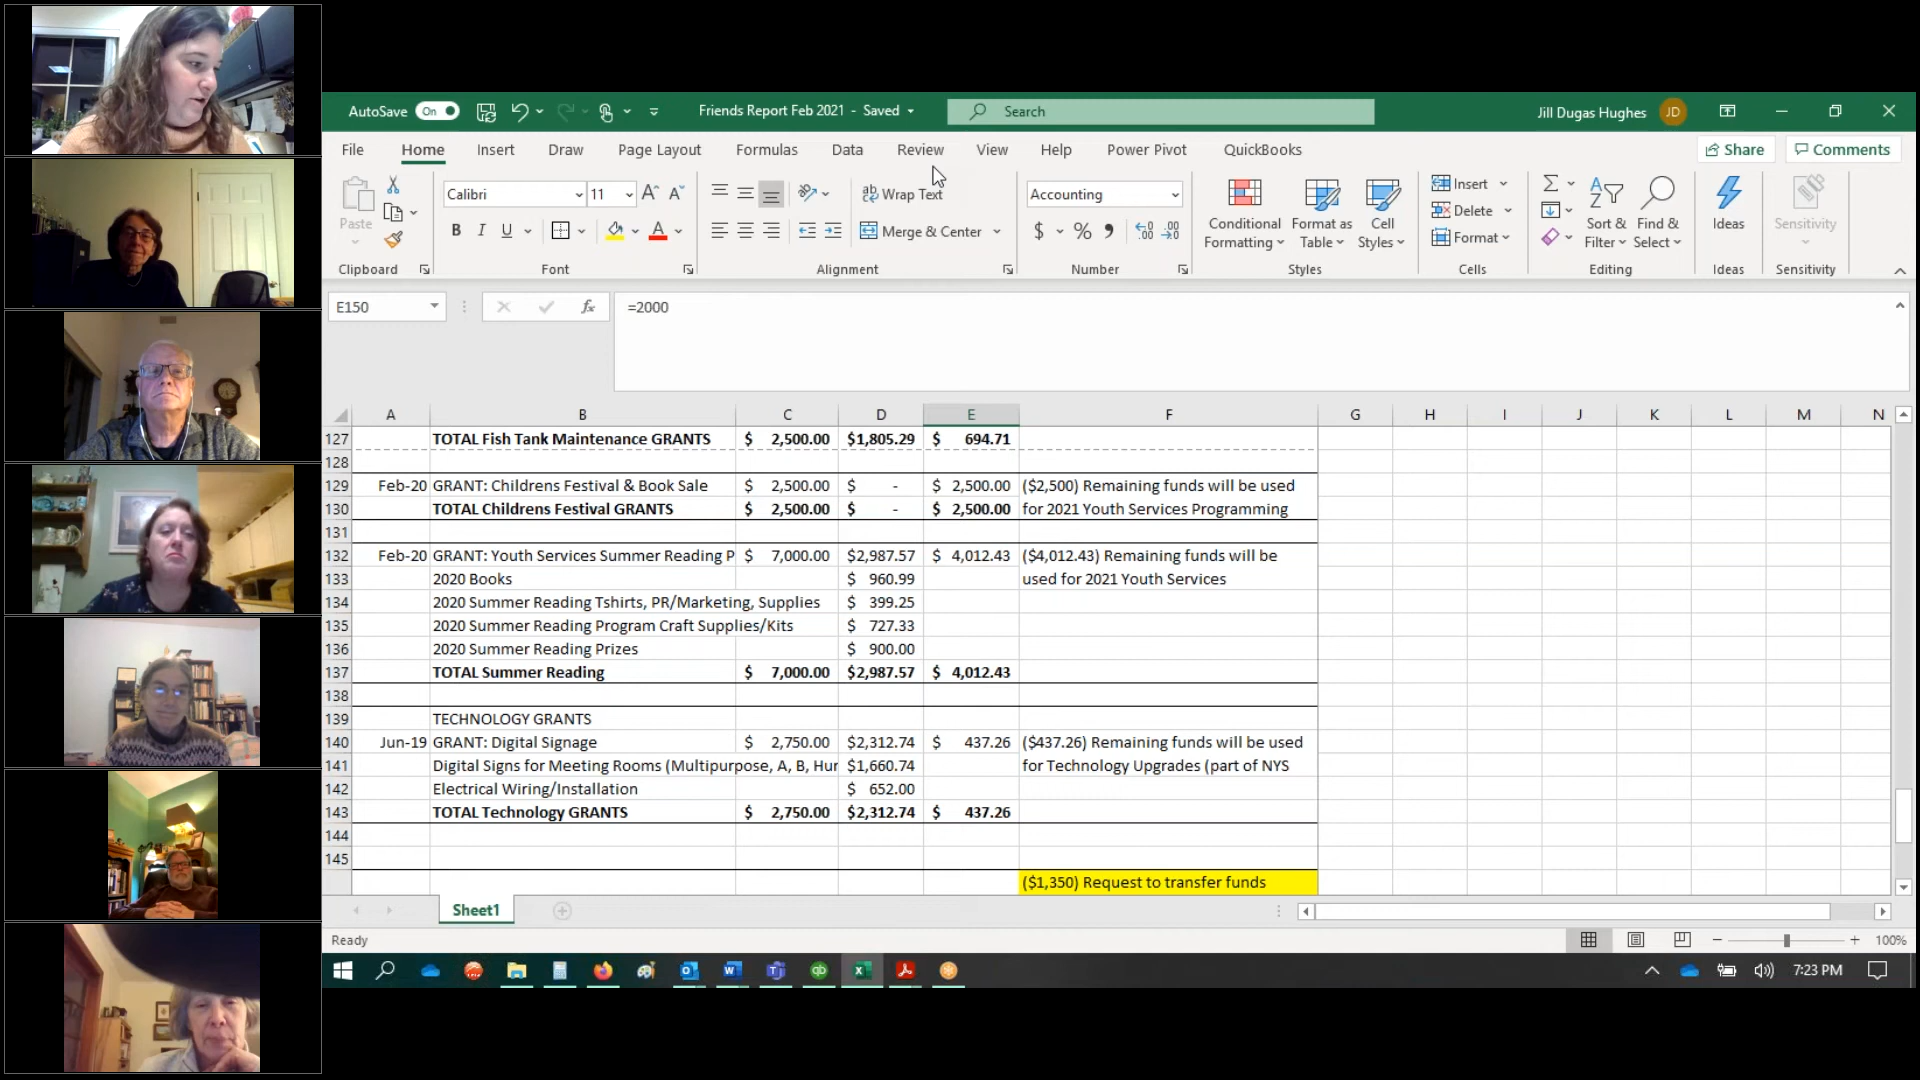 AutoSave On Friends Report Feb 2021 - Saved Search Jill Dugas Hughes JD
File Home Insert Draw Page Layout Formulas Data Review View Help Power Pivot QuickBooks Share Comments
Paste Calibri 11 A^ A˅ ab Wrap Text Accounting Conditional Formatting Format as Table Cell Styles Insert Delete Format Sort & Filter Find & Select Ideas Sensitivity
B I U A Merge & Center $ % 9 .00
Clipboard Font Alignment Number Styles Cells Editing Ideas Sensitivity
E150 fx =2000
A B C D E F G H I J K L M N
127 TOTAL Fish Tank Maintenance GRANTS $ 2,500.00 $1,805.29 $ 694.71
128
129 Feb-20 GRANT: Childrens Festival & Book Sale $ 2,500.00 $ - $ 2,500.00 ($2,500) Remaining funds will be used
130 TOTAL Childrens Festival GRANTS $ 2,500.00 $ - $ 2,500.00 for 2021 Youth Services Programming
131
132 Feb-20 GRANT: Youth Services Summer Reading P $ 7,000.00 $2,987.57 $ 4,012.43 ($4,012.43) Remaining funds will be
133 2020 Books $ 960.99 used for 2021 Youth Services
134 2020 Summer Reading Tshirts, PR/Marketing, Supplies $ 399.25
135 2020 Summer Reading Program Craft Supplies/Kits $ 727.33
136 2020 Summer Reading Prizes $ 900.00
137 TOTAL Summer Reading $ 7,000.00 $2,987.57 $ 4,012.43
138
139 TECHNOLOGY GRANTS
140 Jun-19 GRANT: Digital Signage $ 2,750.00 $2,312.74 $ 437.26 ($437.26) Remaining funds will be used
141 Digital Signs for Meeting Rooms (Multipurpose, A, B, Hur $1,660.74 for Technology Upgrades (part of NYS
142 Electrical Wiring/Installation $ 652.00
143 TOTAL Technology GRANTS $ 2,750.00 $2,312.74 $ 437.26
144
145
($1,350) Request to transfer funds
Sheet1
Ready 100%
7:23 PM